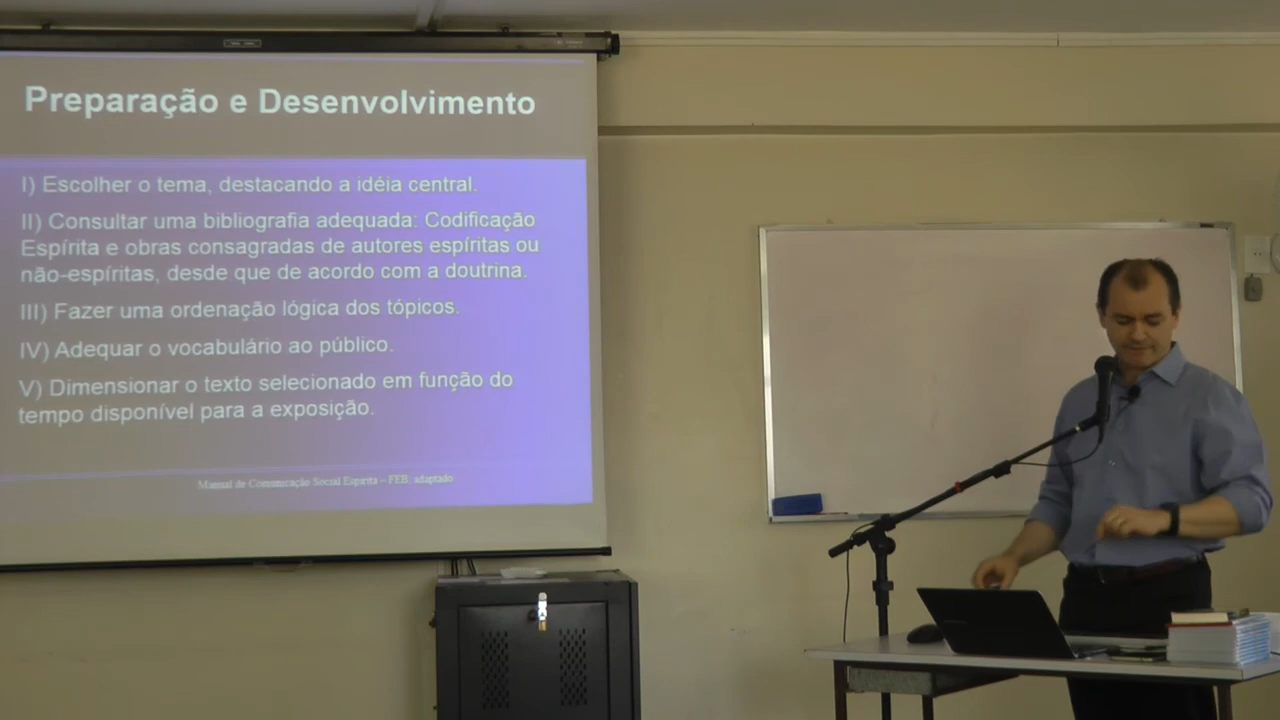 Preparação e Desenvolvimento
I) Escolher o tema, destacando a idéia central.
II) Consultar uma bibliografia adequada: Codificação
Espírita e obras consagradas de autores espíritas ou
não-espíritas, desde que de acordo com a doutrina.
III) Fazer uma ordenação lógica dos tópicos.
IV) Adequar o vocabulário ao público.
V) Dimensionar o texto selecionado em função do
tempo disponível para a exposição.
Manual de Comunicação Social Espírita – FEB, adaptado